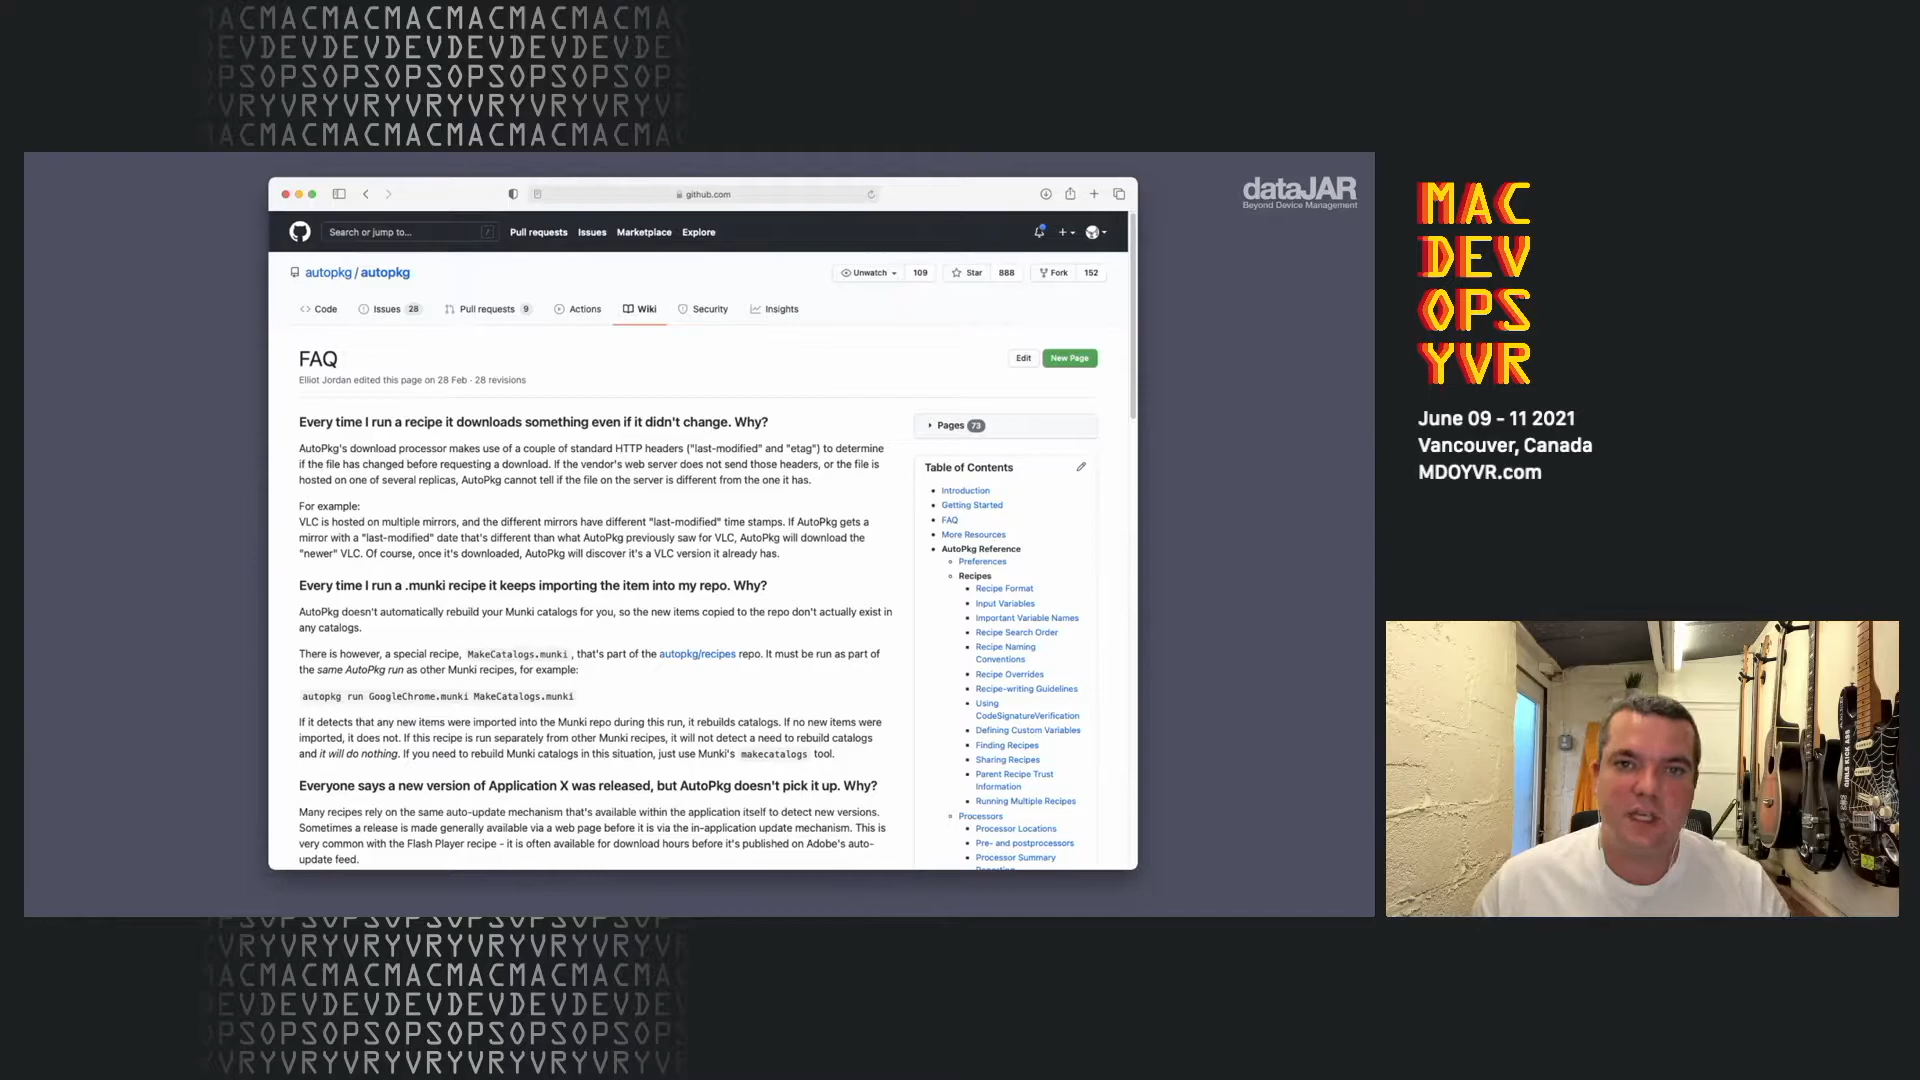 MACMACMACMACMACMACMACMAC
DEVDEVDEVDEVDEVDEVDEVDEV
OPSOPSOPSOPSOPSOPSOPSOPS
YVRYVRYVRYVRYVRYVRYVRYVR
MACMACMACMACMACMACMACMAC
dataJAR
Beyond Device Management
github.com
Search or jump to... /
Pull requests Issues Marketplace Explore
autopkg / autopkg
Unwatch 109 Star 888 Fork 152
Code Issues 28 Pull requests 9 Actions Wiki Security Insights
FAQ
Edit New Page
Elliot Jordan edited this page on 28 Feb · 28 revisions
Every time I run a recipe it downloads something even if it didn't change. Why?
AutoPkg's download processor makes use of a couple of standard HTTP headers ("last-modified" and "etag") to determine
if the file has changed before requesting a download. If the vendor's web server does not send those headers, or the file is
hosted on one of several replicas, AutoPkg cannot tell if the file on the server is different from the one it has.
For example:
VLC is hosted on multiple mirrors, and the different mirrors have different "last-modified" time stamps. If AutoPkg gets a
mirror with a "last-modified" date that's different than what AutoPkg previously saw for VLC, AutoPkg will download the
"newer" VLC. Of course, once it's downloaded, AutoPkg will discover it's a VLC version it already has.
Every time I run a .munki recipe it keeps importing the item into my repo. Why?
AutoPkg doesn't automatically rebuild your Munki catalogs for you, so the new items copied to the repo don't actually exist in
any catalogs.
There is however, a special recipe, MakeCatalogs.munki, that's part of the autopkg/recipes repo. It must be run as part of
the same AutoPkg run as other Munki recipes, for example:
autopkg run GoogleChrome.munki MakeCatalogs.munki
If it detects that any new items were imported into the Munki repo during this run, it rebuilds catalogs. If no new items were
imported, it does not. If this recipe is run separately from other Munki recipes, it will not detect a need to rebuild catalogs
and it will do nothing. If you need to rebuild Munki catalogs in this situation, just use Munki's makecatalogs tool.
Everyone says a new version of Application X was released, but AutoPkg doesn't pick it up. Why?
Many recipes rely on the same auto-update mechanism that's available within the application itself to detect new versions.
Sometimes a release is made generally available via a web page before it is via the in-application update mechanism. This is
very common with the Flash Player recipe - it is often available for download hours before it's published on Adobe's auto-
update feed.
Pages 73
Table of Contents
Introduction
Getting Started
FAQ
More Resources
AutoPkg Reference
Preferences
Recipes
Recipe Format
Input Variables
Important Variable Names
Recipe Search Order
Recipe Naming
Conventions
Recipe Overrides
Recipe-writing Guidelines
Using
CodeSignatureVerification
Defining Custom Variables
Finding Recipes
Sharing Recipes
Parent Recipe Trust
Information
Running Multiple Recipes
Processors
Processor Locations
Pre- and postprocessors
Processor Summary
Reporting
MAC
DEV
OPS
YVR
June 09 - 11 2021
Vancouver, Canada
MDOYVR.com
GIRLS KICK ASS
OPSOPSOPSOPSOPSOPSOPSOPS
YVRYVRYVRYVRYVRYVRYVRYVR
MACMACMACMACMACMACMACMAC
DEVDEVDEVDEVDEVDEVDEVDEV
OPSOPSOPSOPSOPSOPSOPSOPS
YVRYVRYVRYVRYVRYVRYVRYVR